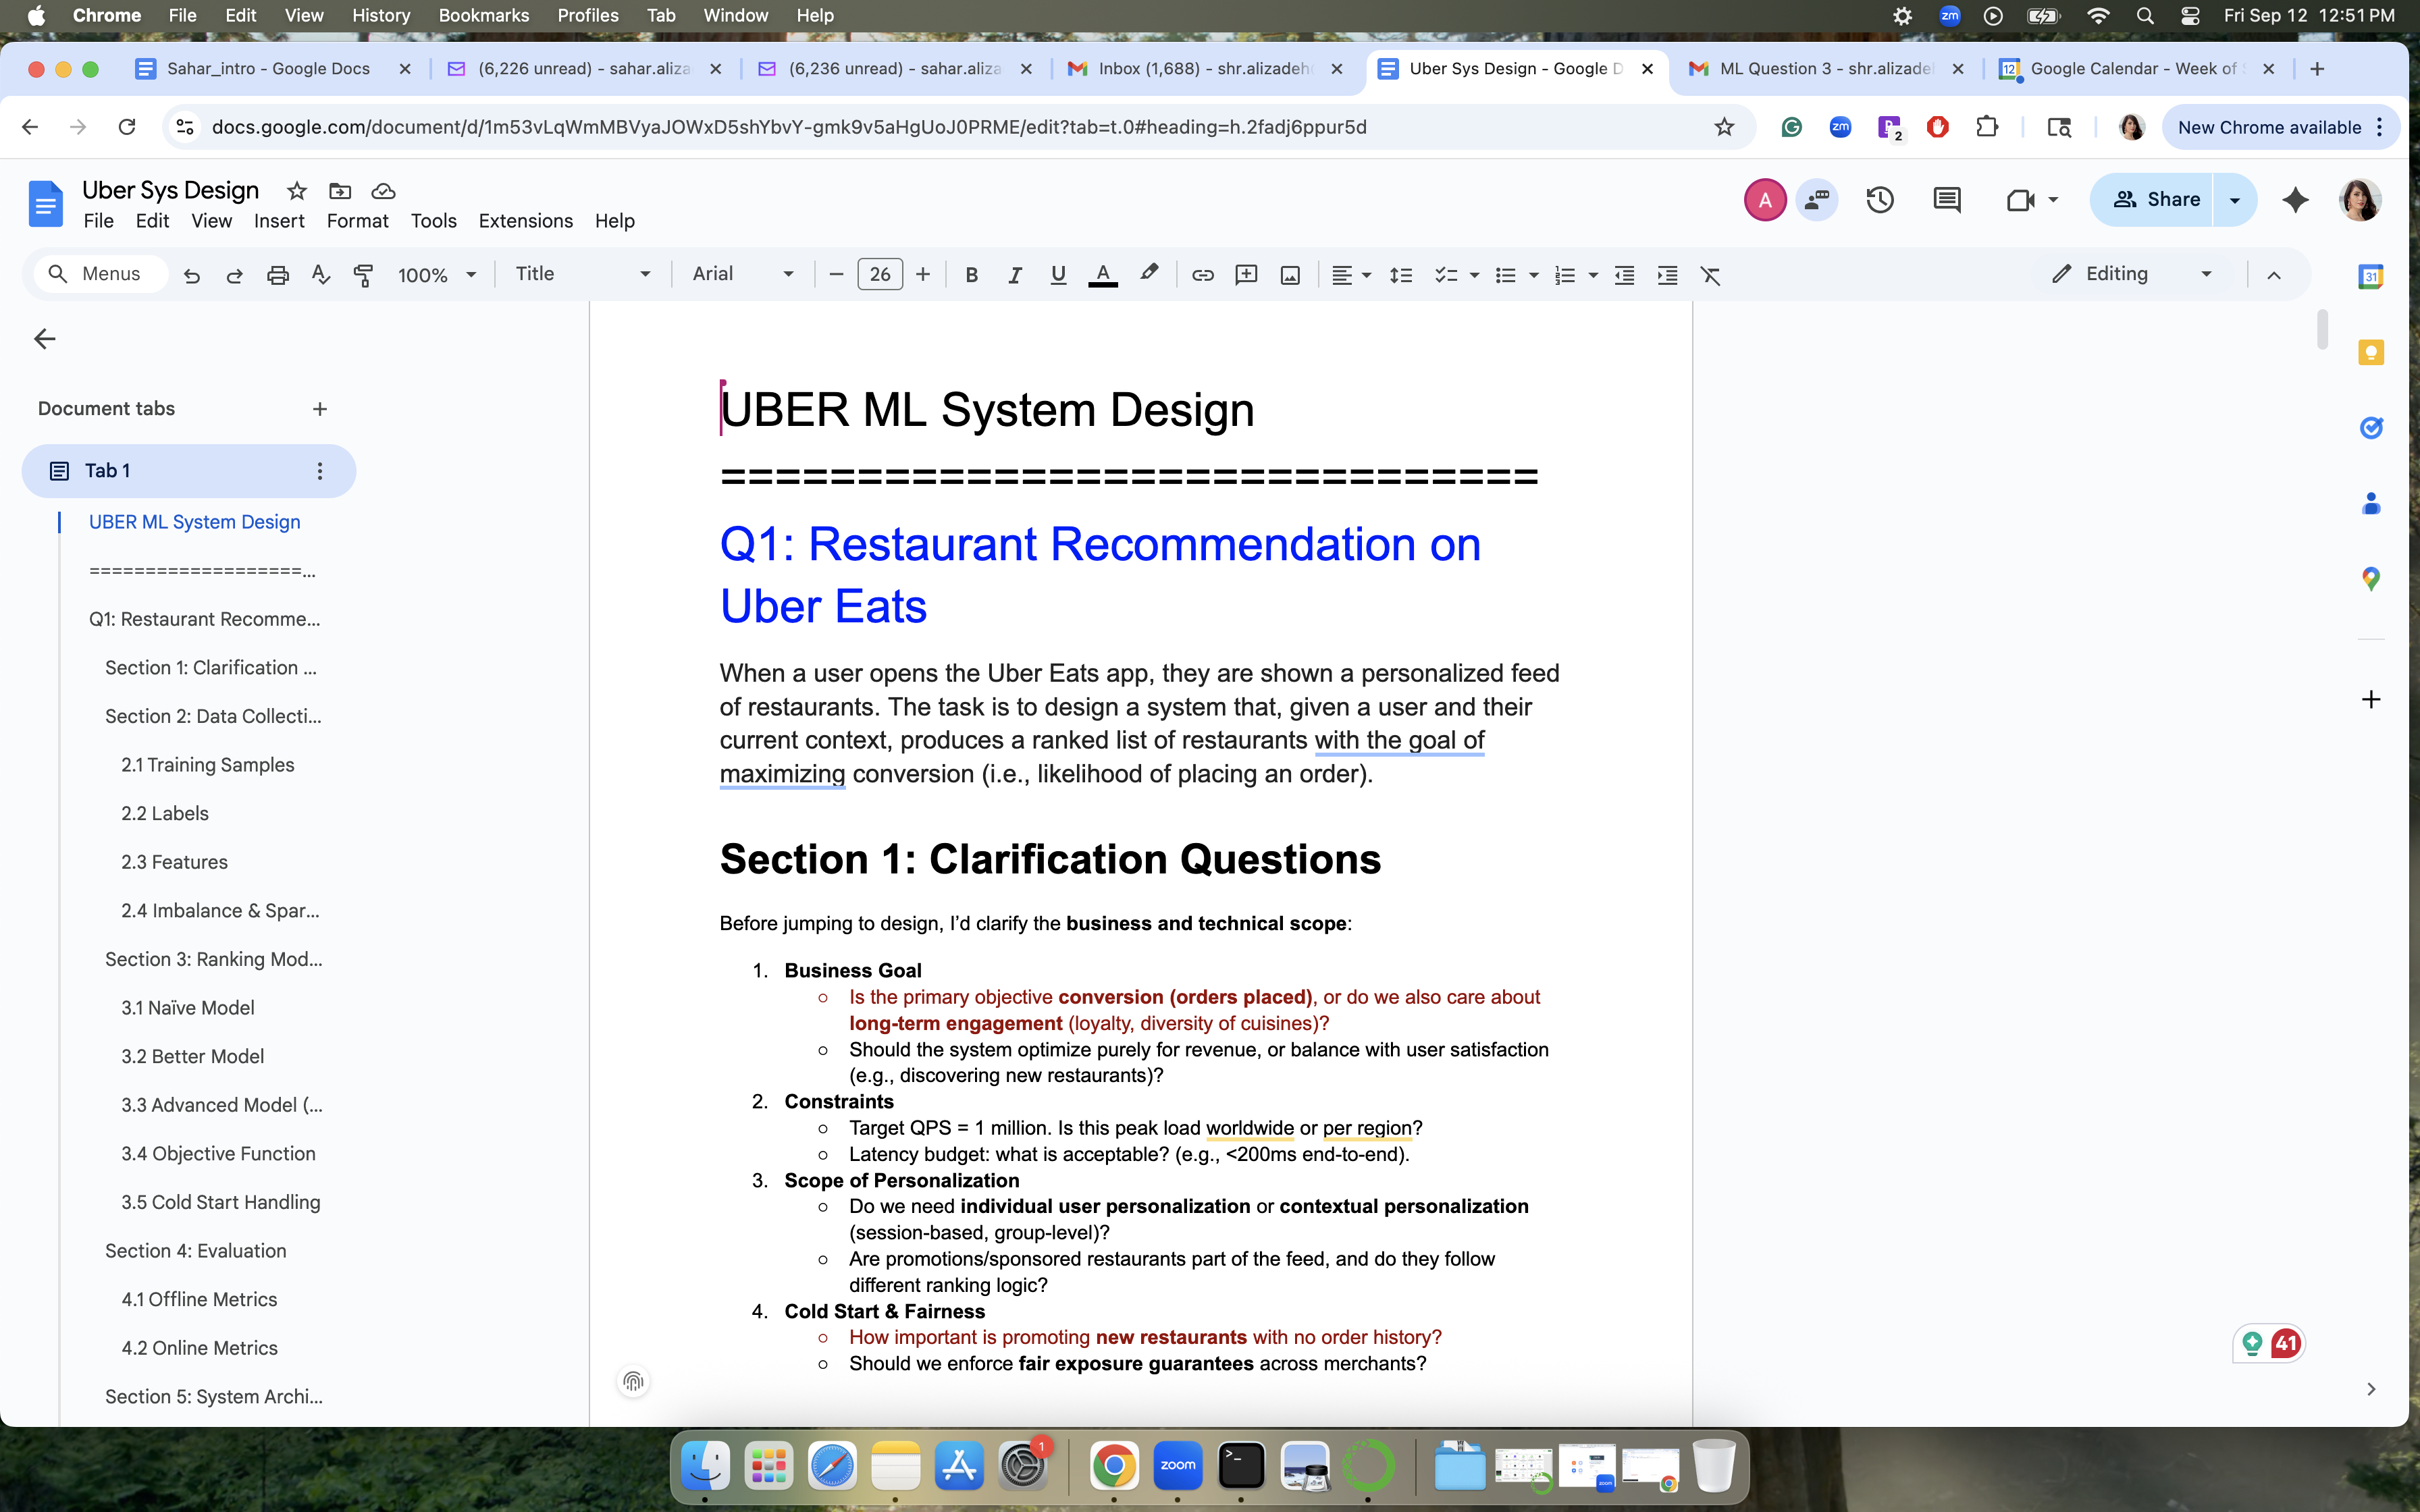 Chrome File Edit View History Bookmarks Profiles Tab Window Help zm Fri Sep 12 12:51 PM
Sahar_intro - Google Docs (6,226 unread) - sahar.aliza (6,236 unread) - sahar.aliza Inbox (1,688) - shr.alizadeh Uber Sys Design - Google D ML Question 3 - shr.alizade 12 Google Calendar - Week of
docs.google.com/document/d/1m53vLqWmMBVyaJOWxD5shYbvY-gmk9v5aHgUoJ0PRME/edit?tab=t.0#heading=h.2fadj6ppur5d zm 2 New Chrome available
Uber Sys Design
A Share
File Edit View Insert Format Tools Extensions Help
Menus 100% Title Arial 26 B I U A Editing
31
Document tabs
Tab 1
UBER ML System Design
===================...
Q1: Restaurant Recomme...
Section 1: Clarification ...
Section 2: Data Collecti...
2.1 Training Samples
2.2 Labels
2.3 Features
2.4 Imbalance & Spar...
Section 3: Ranking Mod...
3.1 Naïve Model
3.2 Better Model
3.3 Advanced Model (...
3.4 Objective Function
3.5 Cold Start Handling
Section 4: Evaluation
4.1 Offline Metrics
4.2 Online Metrics
Section 5: System Archi...
UBER ML System Design
==============================
Q1: Restaurant Recommendation on
Uber Eats
When a user opens the Uber Eats app, they are shown a personalized feed
of restaurants. The task is to design a system that, given a user and their
current context, produces a ranked list of restaurants with the goal of
maximizing conversion (i.e., likelihood of placing an order).
Section 1: Clarification Questions
Before jumping to design, I’d clarify the business and technical scope:
1. Business Goal
○ Is the primary objective conversion (orders placed), or do we also care about
long-term engagement (loyalty, diversity of cuisines)?
○ Should the system optimize purely for revenue, or balance with user satisfaction
(e.g., discovering new restaurants)?
2. Constraints
○ Target QPS = 1 million. Is this peak load worldwide or per region?
○ Latency budget: what is acceptable? (e.g., <200ms end-to-end).
3. Scope of Personalization
○ Do we need individual user personalization or contextual personalization
(session-based, group-level)?
○ Are promotions/sponsored restaurants part of the feed, and do they follow
different ranking logic?
4. Cold Start & Fairness
○ How important is promoting new restaurants with no order history?
○ Should we enforce fair exposure guarantees across merchants?
41
1
zoom